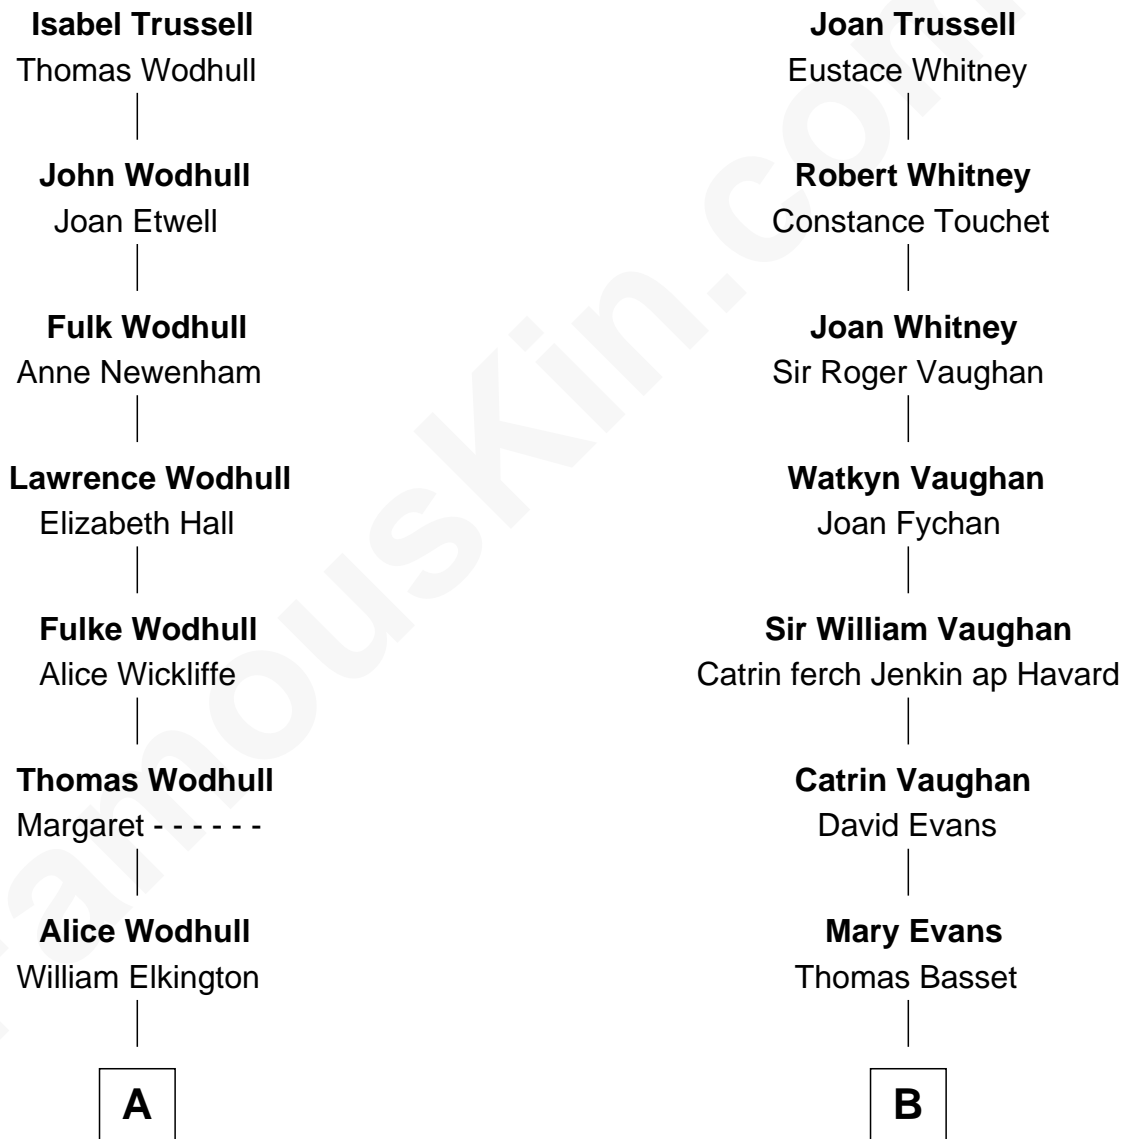 Isabel Trussell
Thomas Wodhull
John Wodhull
Joan Etwell
Fulk Wodhull
Anne Newenham
Lawrence Wodhull
Elizabeth Hall
Fulke Wodhull
Alice Wickliffe
Thomas Wodhull
Margaret - - - - - -
Alice Wodhull
William Elkington
A
Joan Trussell
Eustace Whitney
Robert Whitney
Constance Touchet
Joan Whitney
Sir Roger Vaughan
Watkyn Vaughan
Joan Fychan
Sir William Vaughan
Catrin ferch Jenkin ap Havard
Catrin Vaughan
David Evans
Mary Evans
Thomas Basset
B
FamousKin.com